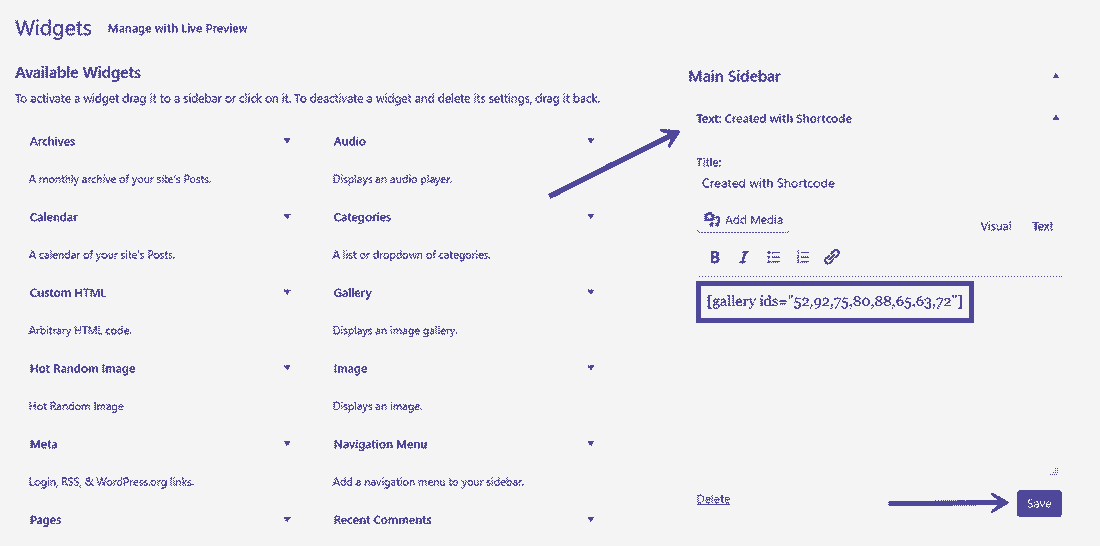 Widgets Manage with Live Preview
Available Widgets
To activate a widget drag it to a sidebar or click on it. To deactivate a widget and delete its settings, drag it back.
Archives
A monthly archive of your site's Posts.
Audio
Displays an audio player.
Calendar
A calendar of your site's Posts.
Categories
A list or dropdown of categories.
Custom HTML
Arbitrary HTML code.
Gallery
Displays an image gallery.
Hot Random Image
Hot Random Image
Image
Displays an image.
Meta
Login, RSS, & WordPress.org links.
Navigation Menu
Add a navigation menu to your sidebar.
Pages
Recent Comments
Main Sidebar
Text: Created with Shortcode
Title:
Created with Shortcode
Add Media
Visual Text
B I
[gallery ids="52,92,75,80,88,65,63,72"]
Delete
Save